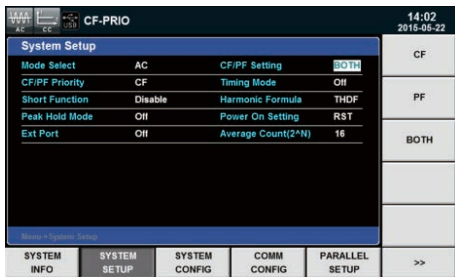 AC CC USB CF-PRIO 14:02
2015-05-22
System Setup
Mode Select AC CF/PF Setting BOTH
CF/PF Priority CF Timing Mode Off
Short Function Disable Harmonic Formula THDF
Peak Hold Mode Off Power On Setting RST
Ext Port Off Average Count(2^N) 16
Menu→System Setup
CF
PF
BOTH
SYSTEM INFO
SYSTEM SETUP
SYSTEM CONFIG
COMM CONFIG
PARALLEL SETUP
>>